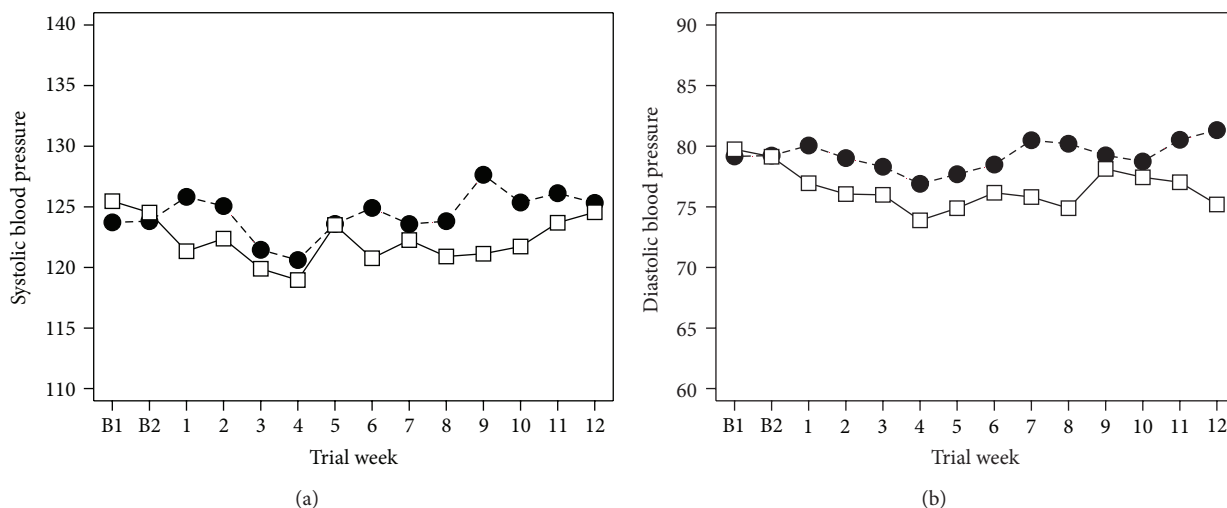 Systolic blood pressure
140
135
130
125
120
115
110
B1 B2 1 2 3 4 5 6 7 8 9 10 11 12
Trial week
(a)
Diastolic blood pressure
90
85
80
75
70
65
60
B1 B2 1 2 3 4 5 6 7 8 9 10 11 12
Trial week
(b)